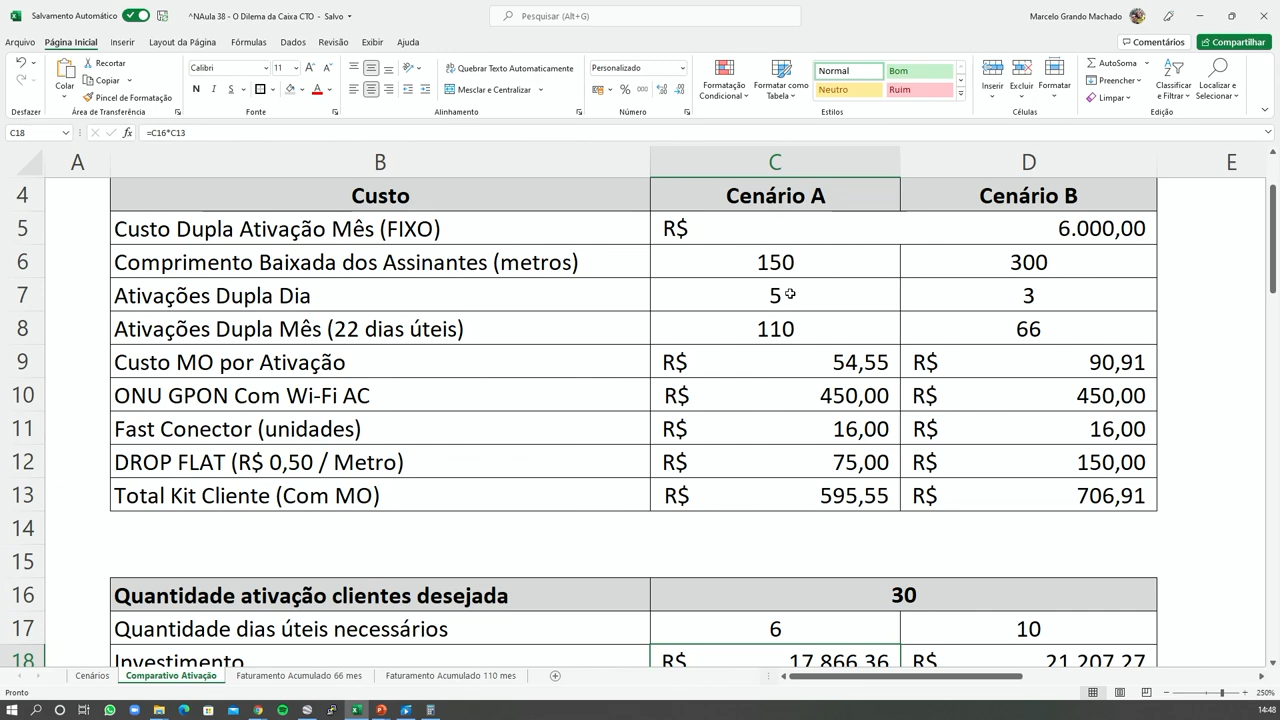 Salvamento Automático
^NAula 38 - O Dilema da Caixa CTO - Salvo
Pesquisar (Alt+G)
Marcelo Grando Machado
Arquivo Página Inicial Inserir Layout da Página Fórmulas Dados Revisão Exibir Ajuda
Comentários Compartilhar
Colar
Recortar
Copiar
Pincel de Formatação
Calibri 11
N I S
Quebrar Texto Automaticamente
Mesclar e Centralizar
Personalizado
% 000
Formatação Condicional
Formatar como Tabela
Normal Bom
Neutro Ruim
Inserir Excluir Formatar
AutoSoma
Preencher
Limpar
Classificar e Filtrar
Localizar e Selecionar
Desfazer Área de Transferência Fonte Alinhamento Número Estilos Células Edição
C18 fx =C16*C13
A B C D E
4 Custo Cenário A Cenário B
5 Custo Dupla Ativação Mês (FIXO) R$ 6.000,00
6 Comprimento Baixada dos Assinantes (metros) 150 300
7 Ativações Dupla Dia 5 3
8 Ativações Dupla Mês (22 dias úteis) 110 66
9 Custo MO por Ativação R$ 54,55 R$ 90,91
10 ONU GPON Com Wi-Fi AC R$ 450,00 R$ 450,00
11 Fast Conector (unidades) R$ 16,00 R$ 16,00
12 DROP FLAT (R$ 0,50 / Metro) R$ 75,00 R$ 150,00
13 Total Kit Cliente (Com MO) R$ 595,55 R$ 706,91
14
15
16 Quantidade ativação clientes desejada 30
17 Quantidade dias úteis necessários 6 10
18 Investimento R$ 17.866,36 R$ 21.207,27
Cenários Comparativo Ativação Faturamento Acumulado 66 mes Faturamento Acumulado 110 mes
Pronto
250%
14:48